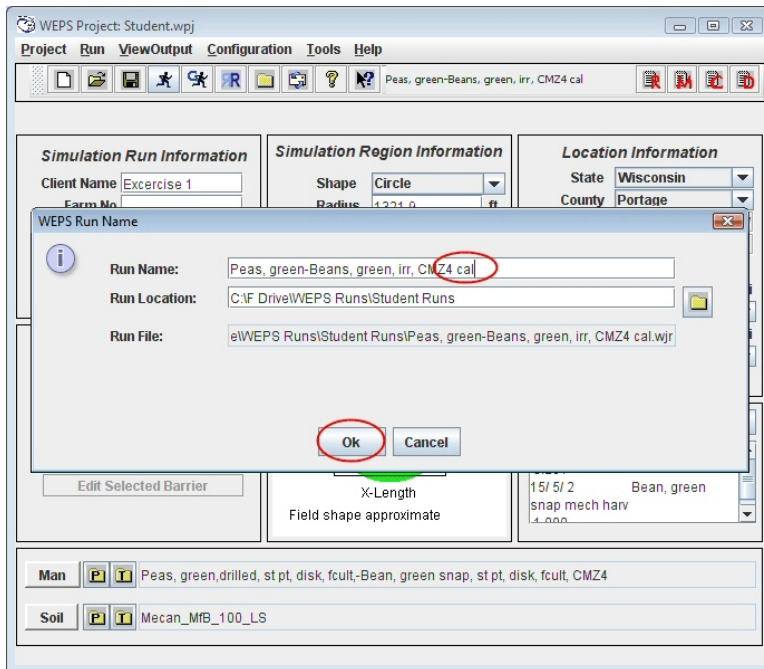 WEPS Project: Student.wpj
Project Run ViewOutput Configuration Tools Help
Peas, green-Beans, green, irr, CMZ4 cal
Simulation Run Information
Simulation Region Information
Location Information
Client Name Excercise 1
Shape Circle
State Wisconsin
Farm No
Radius 1321.9 ft
County Portage
WEPS Run Name
Run Name: Peas, green-Beans, green, irr, CMZ4 cal
Run Location: C:\F Drive\WEPS Runs\Student Runs
Run File: e\WEPS Runs\Student Runs\Peas, green-Beans, green, irr, CMZ4 cal.wjr
Ok Cancel
Edit Selected Barrier
X-Length
Field shape approximate
15/ 5/ 2 Bean, green
snap mech harv
Man P T Peas, green,drilled, st pt, disk, fcult,-Bean, green snap, st pt, disk, fcult, CMZ4
Soil P T Mecan_MfB_100_LS